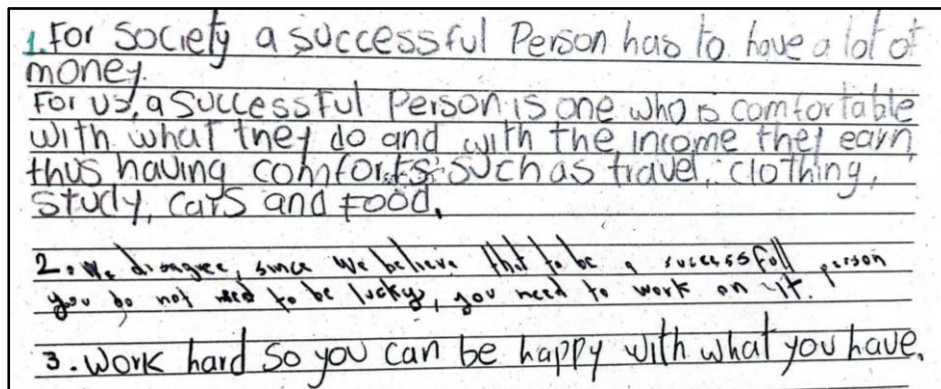 1. For society a successful Person has to have a lot of
money.
For us, a successful Person is one who is comfortable
with what they do and with the income they earn,
thus having comforts such as travel, clothing,
study, cars and food.
2. We disagree, since we believe that to be a successfull person
you do not need to be lucky, you need to work on it.
3. Work hard so you can be happy with what you have.